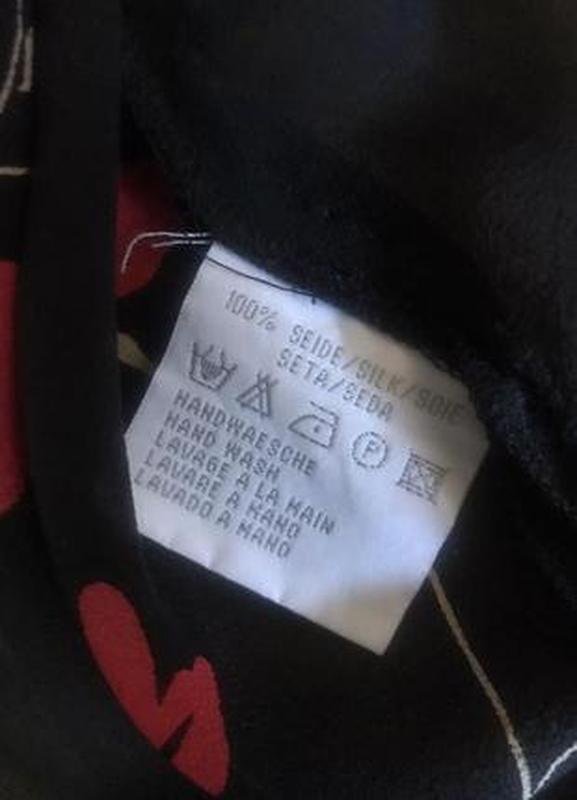 100% SEIDE/SILK/SOIE
SETA/SEDA
P
HANDWAESCHE
HAND WASH
LAVAGE A LA MAIN
LAVARE A MANO
LAVADO A MANO